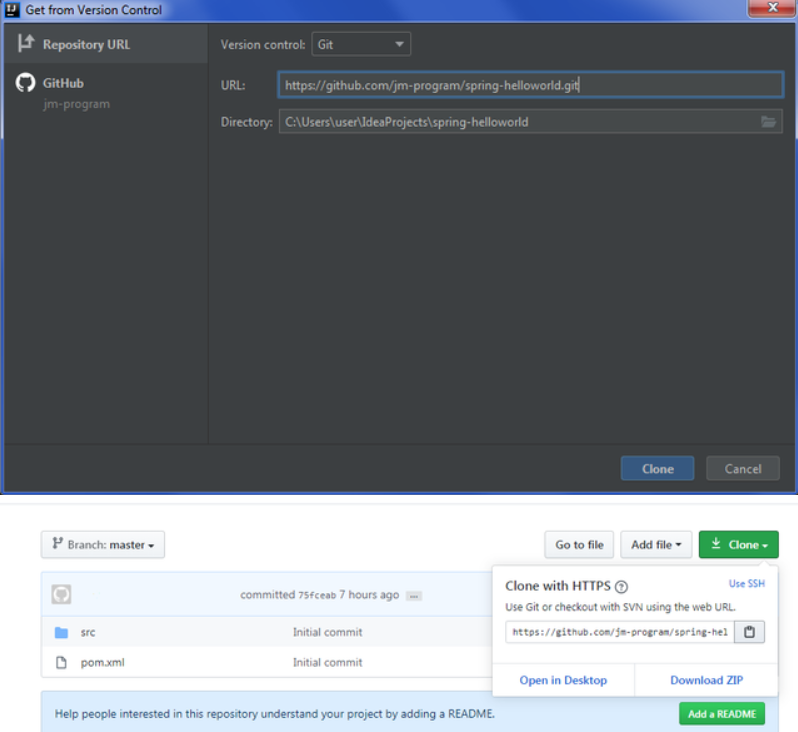 Get from Version Control
Repository URL
GitHub
jm-program
Version control: Git
URL: https://github.com/jm-program/spring-helloworld.git
Directory: C:\Users\user\IdeaProjects\spring-helloworld
Clone Cancel
Branch: master Go to file Add file Clone
committed 75fceab 7 hours ago ...
src Initial commit
pom.xml Initial commit
Clone with HTTPS ? Use SSH
Use Git or checkout with SVN using the web URL.
https://github.com/jm-program/spring-hel
Open in Desktop Download ZIP
Help people interested in this repository understand your project by adding a README. Add a README